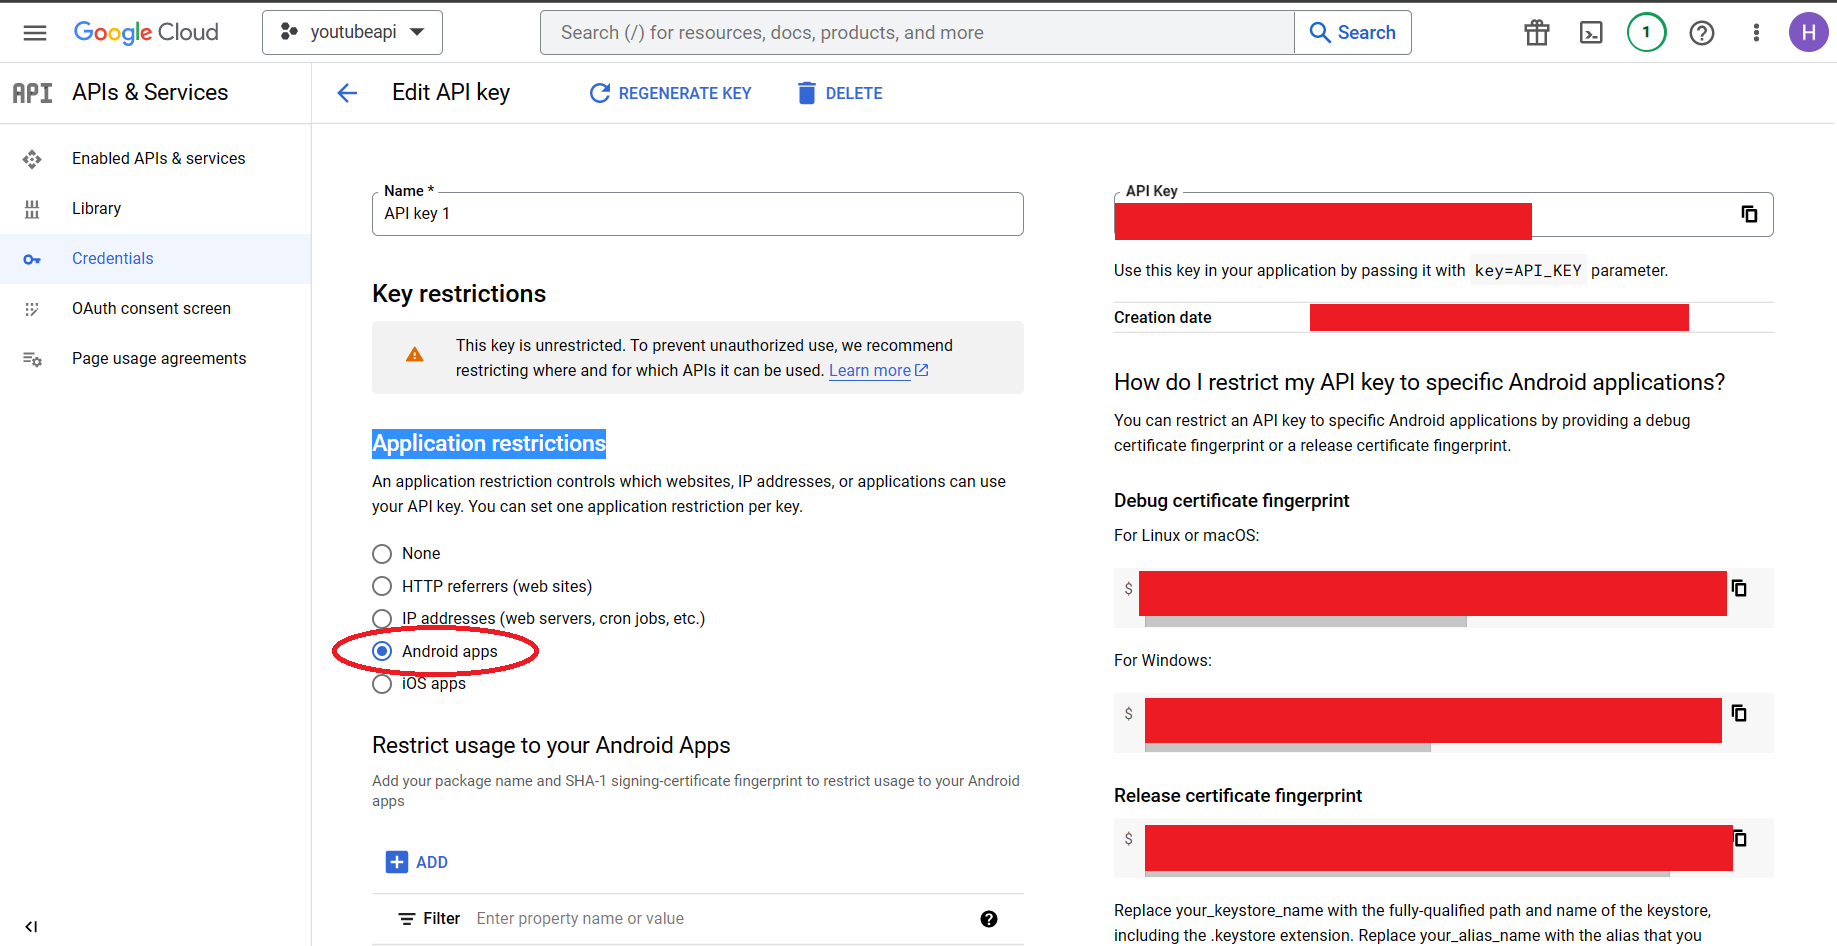 Google Cloud
youtubeapi
Search (/) for resources, docs, products, and more
Search
1
H
API
APIs & Services
Edit API key
REGENERATE KEY
DELETE
Enabled APIs & services
Library
Credentials
OAuth consent screen
Page usage agreements
Name *
API key 1
Key restrictions
This key is unrestricted. To prevent unauthorized use, we recommend
restricting where and for which APIs it can be used. Learn more
Application restrictions
An application restriction controls which websites, IP addresses, or applications can use
your API key. You can set one application restriction per key.
None
HTTP referrers (web sites)
IP addresses (web servers, cron jobs, etc.)
Android apps
iOS apps
Restrict usage to your Android Apps
Add your package name and SHA-1 signing-certificate fingerprint to restrict usage to your Android
apps
ADD
Filter Enter property name or value
API Key
Use this key in your application by passing it with key=API_KEY parameter.
Creation date
How do I restrict my API key to specific Android applications?
You can restrict an API key to specific Android applications by providing a debug
certificate fingerprint or a release certificate fingerprint.
Debug certificate fingerprint
For Linux or macOS:
$
For Windows:
$
Release certificate fingerprint
$
Replace your_keystore_name with the fully-qualified path and name of the keystore,
including the .keystore extension. Replace your_alias_name with the alias that you